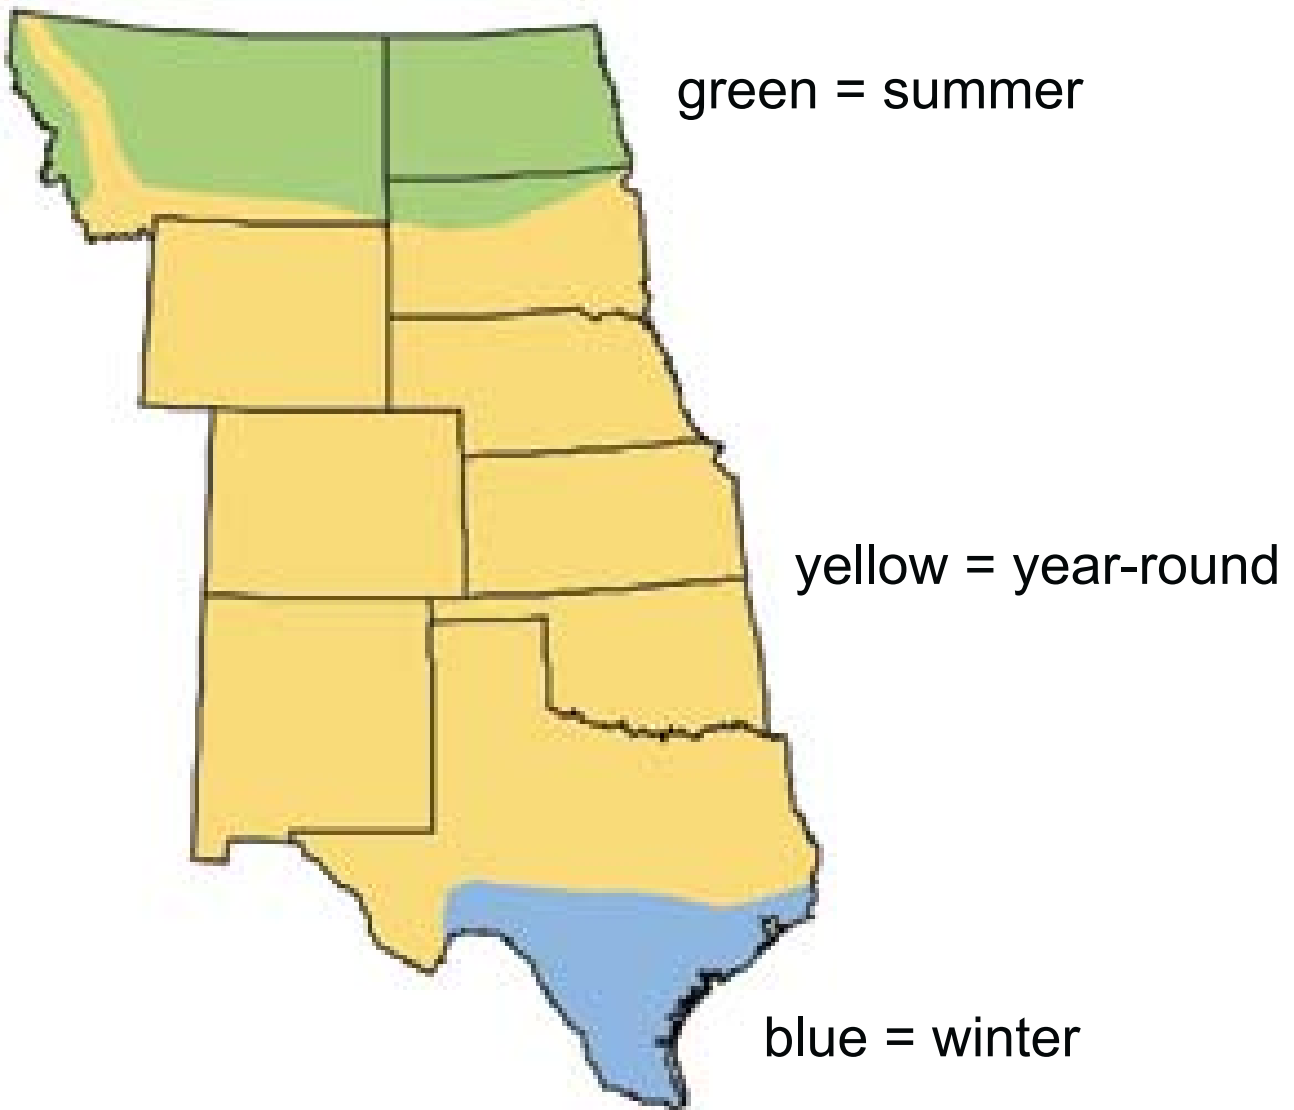 green = summer
yellow = year-round
blue = winter